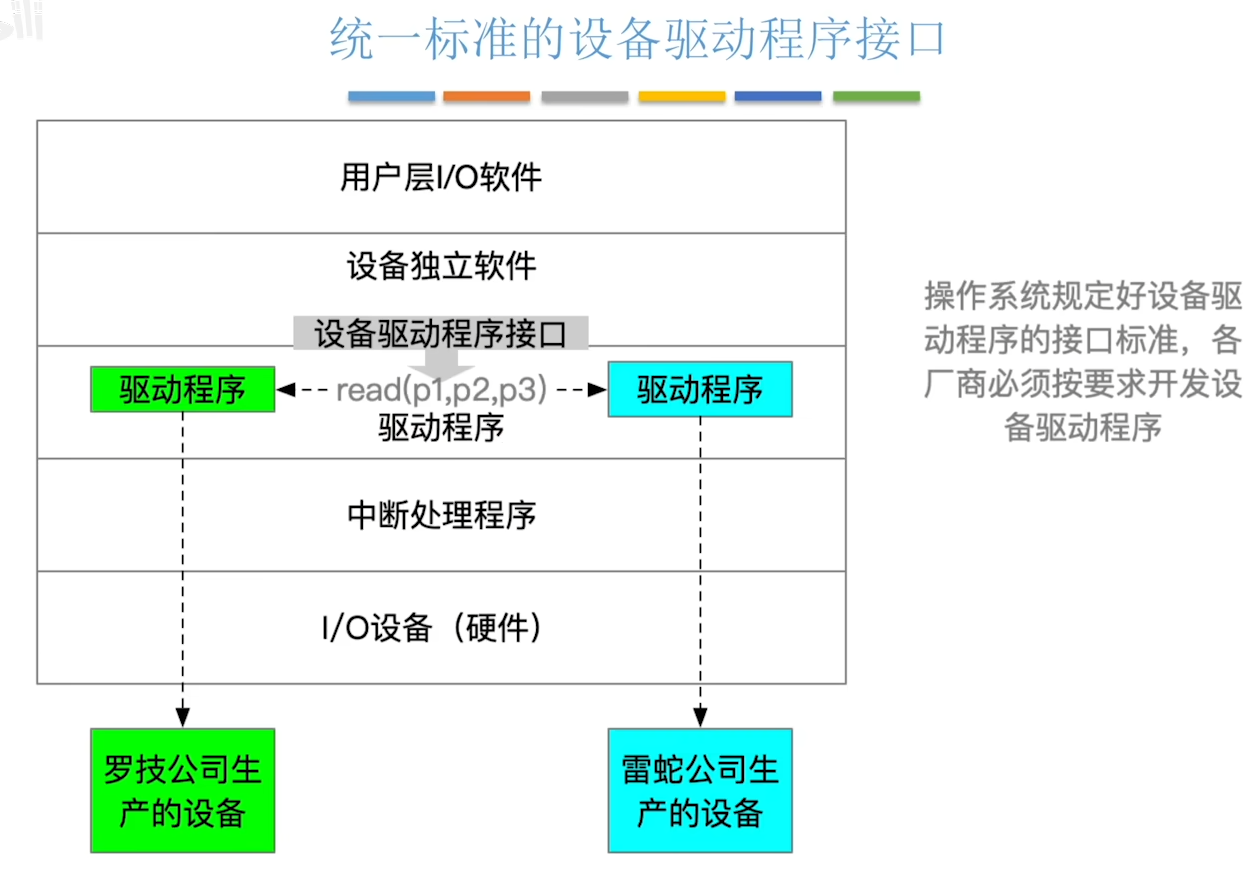 统一标准的设备驱动程序接口
用户层I/O软件
设备独立软件
设备驱动程序接口
驱动程序
read(p1,p2,p3)
驱动程序
驱动程序
中断处理程序
I/O设备（硬件）
罗技公司生
产的设备
雷蛇公司生
产的设备
操作系统规定好设备驱
动程序的接口标准，各
厂商必须按要求开发设
备驱动程序